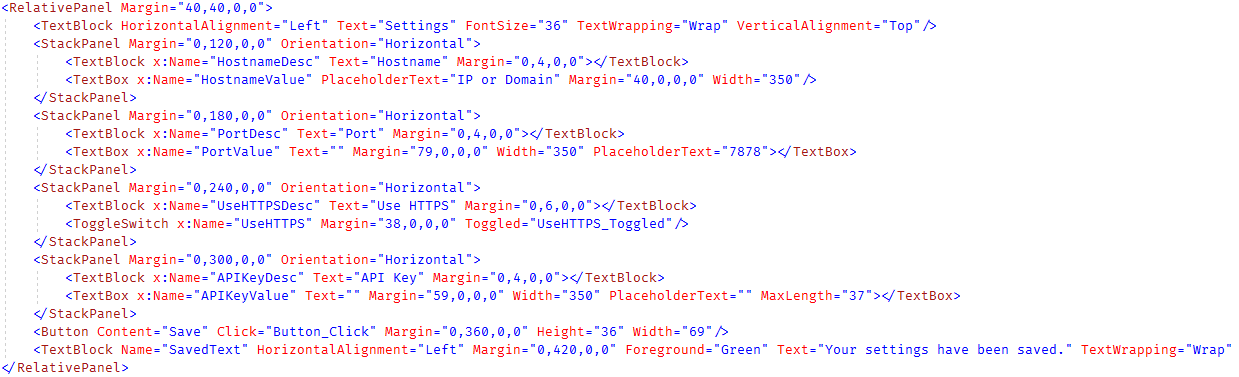 <RelativePanel Margin="40,40,0,0">
<TextBlock HorizontalAlignment="Left" Text="Settings" FontSize="36" TextWrapping="Wrap" VerticalAlignment="Top"/>
<StackPanel Margin="0,120,0,0" Orientation="Horizontal">
<TextBlock x:Name="HostnameDesc" Text="Hostname" Margin="0,4,0,0"></TextBlock>
<TextBox x:Name="HostnameValue" PlaceholderText="IP or Domain" Margin="40,0,0,0" Width="350"/>
</StackPanel>
<StackPanel Margin="0,180,0,0" Orientation="Horizontal">
<TextBlock x:Name="PortDesc" Text="Port" Margin="0,4,0,0"></TextBlock>
<TextBox x:Name="PortValue" Text="" Margin="79,0,0,0" Width="350" PlaceholderText="7878"></TextBox>
</StackPanel>
<StackPanel Margin="0,240,0,0" Orientation="Horizontal">
<TextBlock x:Name="UseHTTPSDesc" Text="Use HTTPS" Margin="0,6,0,0"></TextBlock>
<ToggleSwitch x:Name="UseHTTPS" Margin="38,0,0,0" Toggled="UseHTTPS_Toggled"/>
</StackPanel>
<StackPanel Margin="0,300,0,0" Orientation="Horizontal">
<TextBlock x:Name="APIKeyDesc" Text="API Key" Margin="0,4,0,0"></TextBlock>
<TextBox x:Name="APIKeyValue" Text="" Margin="59,0,0,0" Width="350" PlaceholderText="" MaxLength="37"></TextBox>
</StackPanel>
<Button Content="Save" Click="Button_Click" Margin="0,360,0,0" Height="36" Width="69"/>
<TextBlock Name="SavedText" HorizontalAlignment="Left" Margin="0,420,0,0" Foreground="Green" Text="Your settings have been saved." TextWrapping="Wrap"
</RelativePanel>